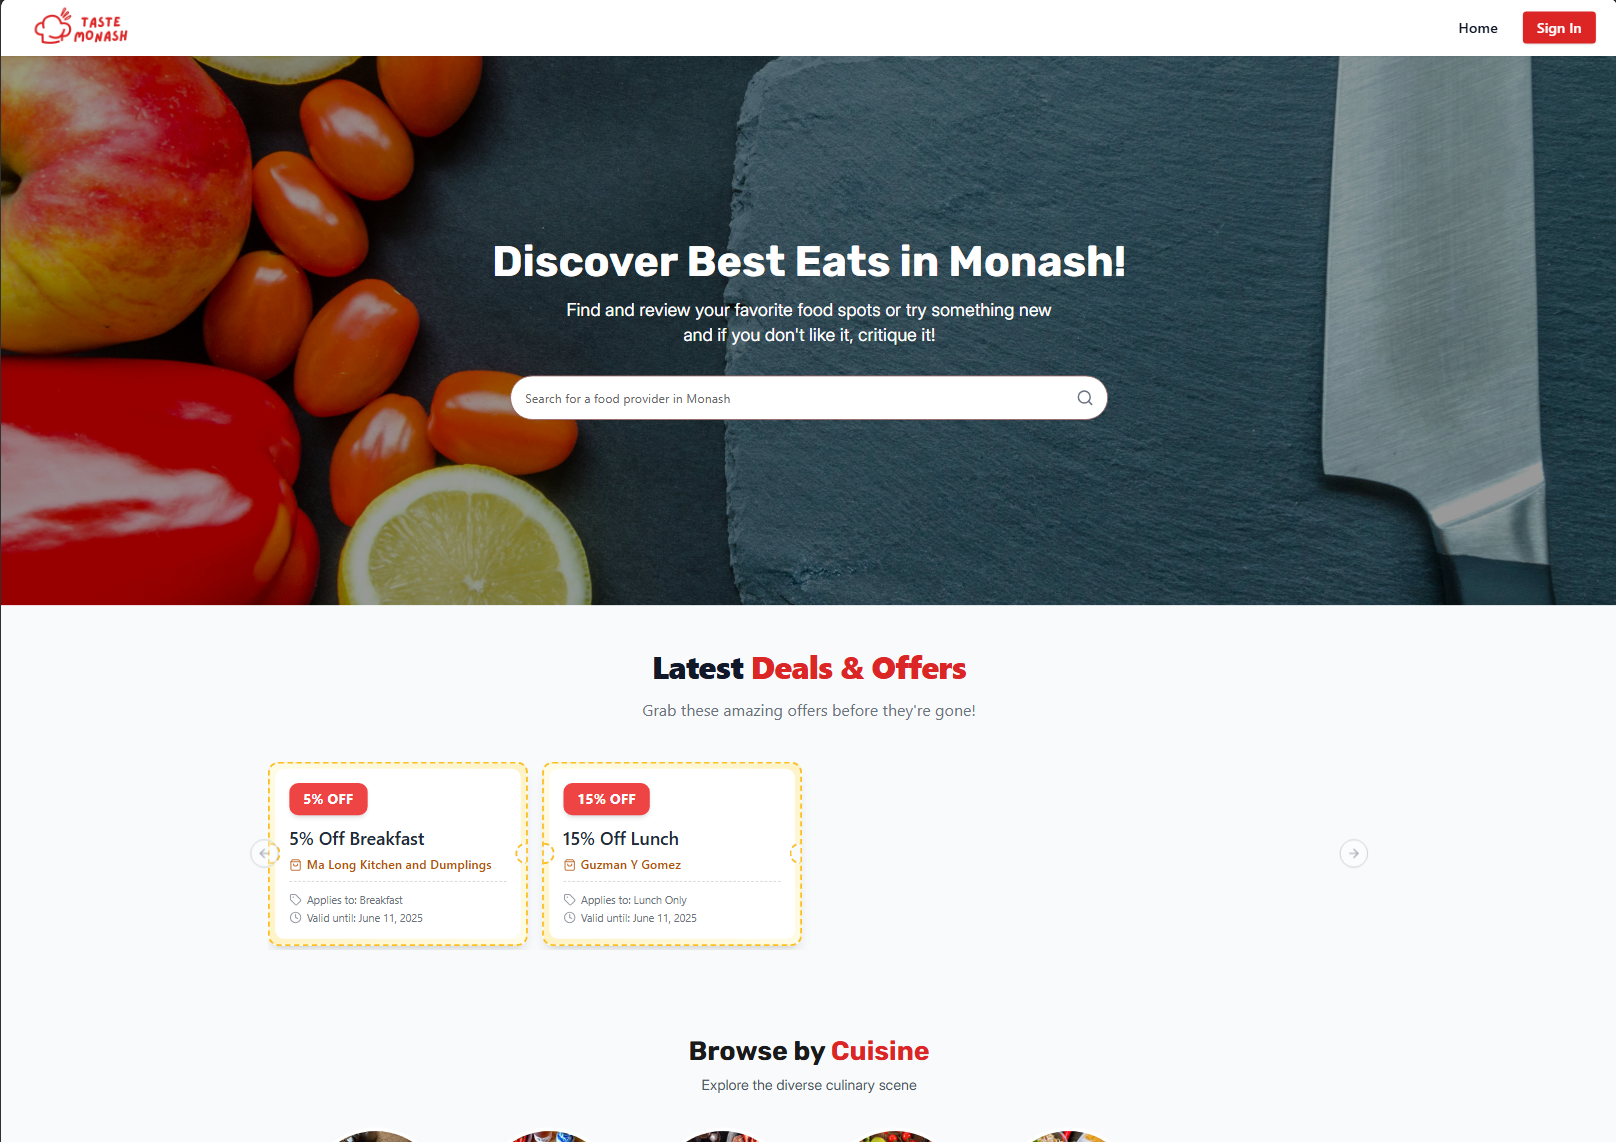 TASTE
MONASH
Home
Sign In
Discover Best Eats in Monash!
Find and review your favorite food spots or try something new
and if you don't like it, critique it!
Search for a food provider in Monash
Latest Deals & Offers
Grab these amazing offers before they're gone!
5% OFF
5% Off Breakfast
Ma Long Kitchen and Dumplings
Applies to: Breakfast
Valid until: June 11, 2025
15% OFF
15% Off Lunch
Guzman Y Gomez
Applies to: Lunch Only
Valid until: June 11, 2025
Browse by Cuisine
Explore the diverse culinary scene